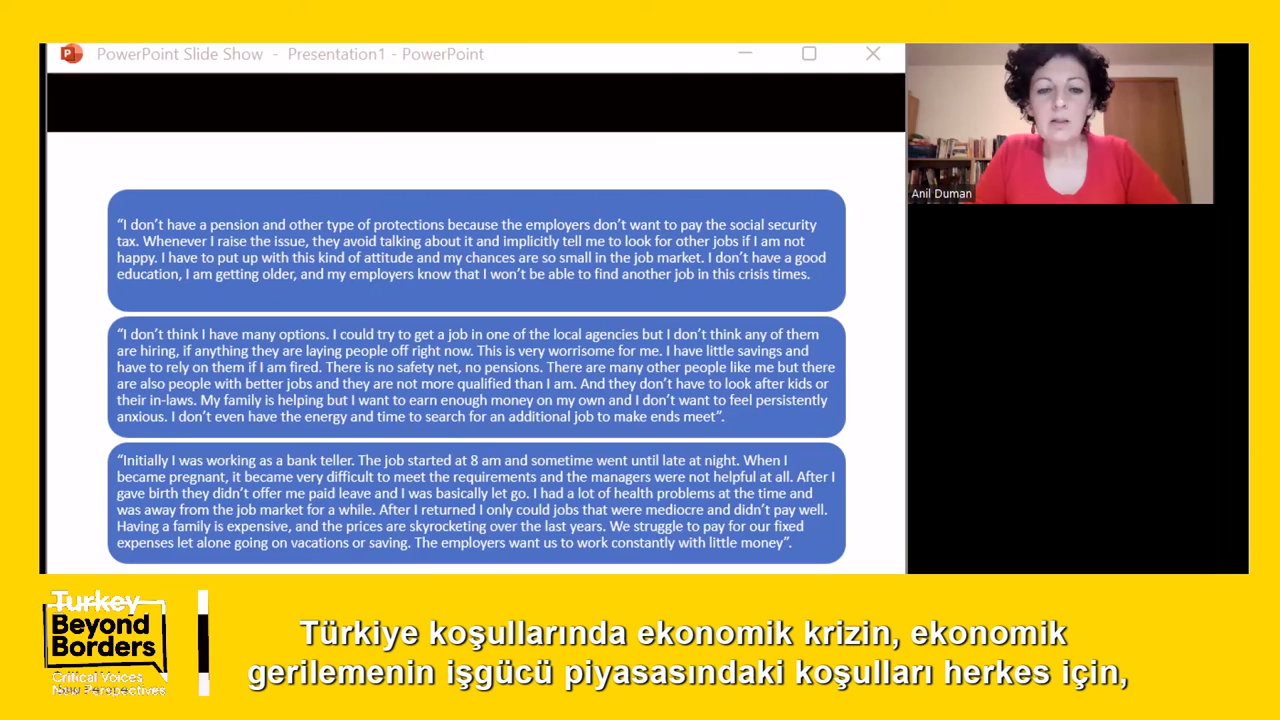 PowerPoint Slide Show - Presentation1 - PowerPoint
Anil Duman
“I don’t have a pension and other type of protections because the employers don’t want to pay the social security
tax. Whenever I raise the issue, they avoid talking about it and implicitly tell me to look for other jobs if I am not
happy. I have to put up with this kind of attitude and my chances are so small in the job market. I don’t have a good
education, I am getting older, and my employers know that I won’t be able to find another job in this crisis times.
“I don’t think I have many options. I could try to get a job in one of the local agencies but I don’t think any of them
are hiring, if anything they are laying people off right now. This is very worrisome for me. I have little savings and
have to rely on them if I am fired. There is no safety net, no pensions. There are many other people like me but there
are also people with better jobs and they are not more qualified than I am. And they don’t have to look after kids or
their in-laws. My family is helping but I want to earn enough money on my own and I don’t want to feel persistently
anxious. I don’t even have the energy and time to search for an additional job to make ends meet”.
“Initially I was working as a bank teller. The job started at 8 am and sometime went until late at night. When I
became pregnant, it became very difficult to meet the requirements and the managers were not helpful at all. After I
gave birth they didn’t offer me paid leave and I was basically let go. I had a lot of health problems at the time and
was away from the job market for a while. After I returned I only could jobs that were mediocre and didn’t pay well.
Having a family is expensive, and the prices are skyrocketing over the last years. We struggle to pay for our fixed
expenses let alone going on vacations or saving. The employers want us to work constantly with little money”.
Turkey
Beyond
Borders
Critical Voices
New Perspectives
Türkiye koşullarında ekonomik krizin, ekonomik
gerilemenin işgücü piyasasındaki koşulları herkes için,